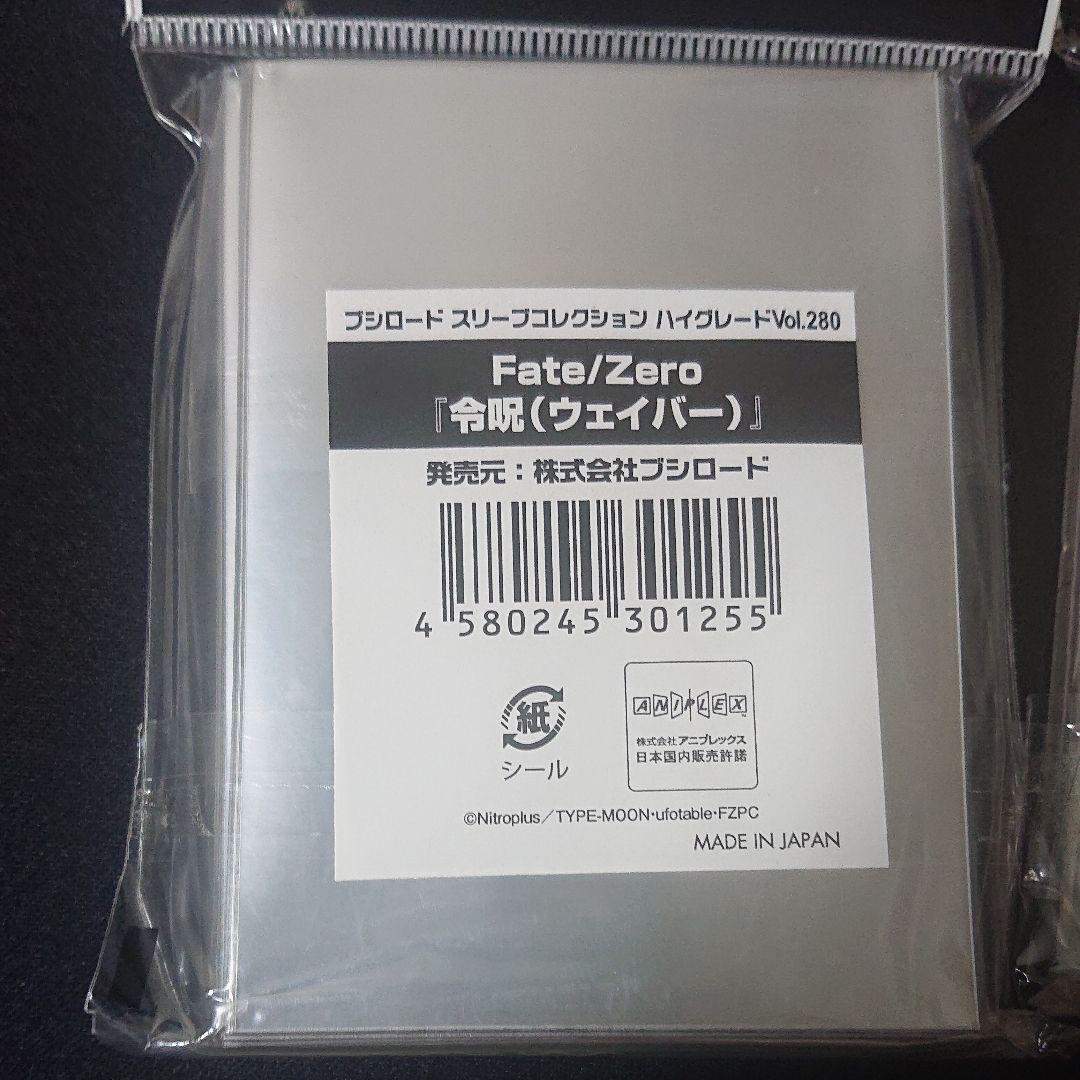 ブシロード スリーブコレクション ハイグレードVol.280
Fate/Zero
『令呪(ウェイバー)』
発売元:株式会社ブシロード
4 580245 301255
紙
シール
ANIPLEX
株式会社アニプレックス
日本国内販売許諾
©Nitroplus/TYPE-MOON・ufotable・FZPC
MADE IN JAPAN